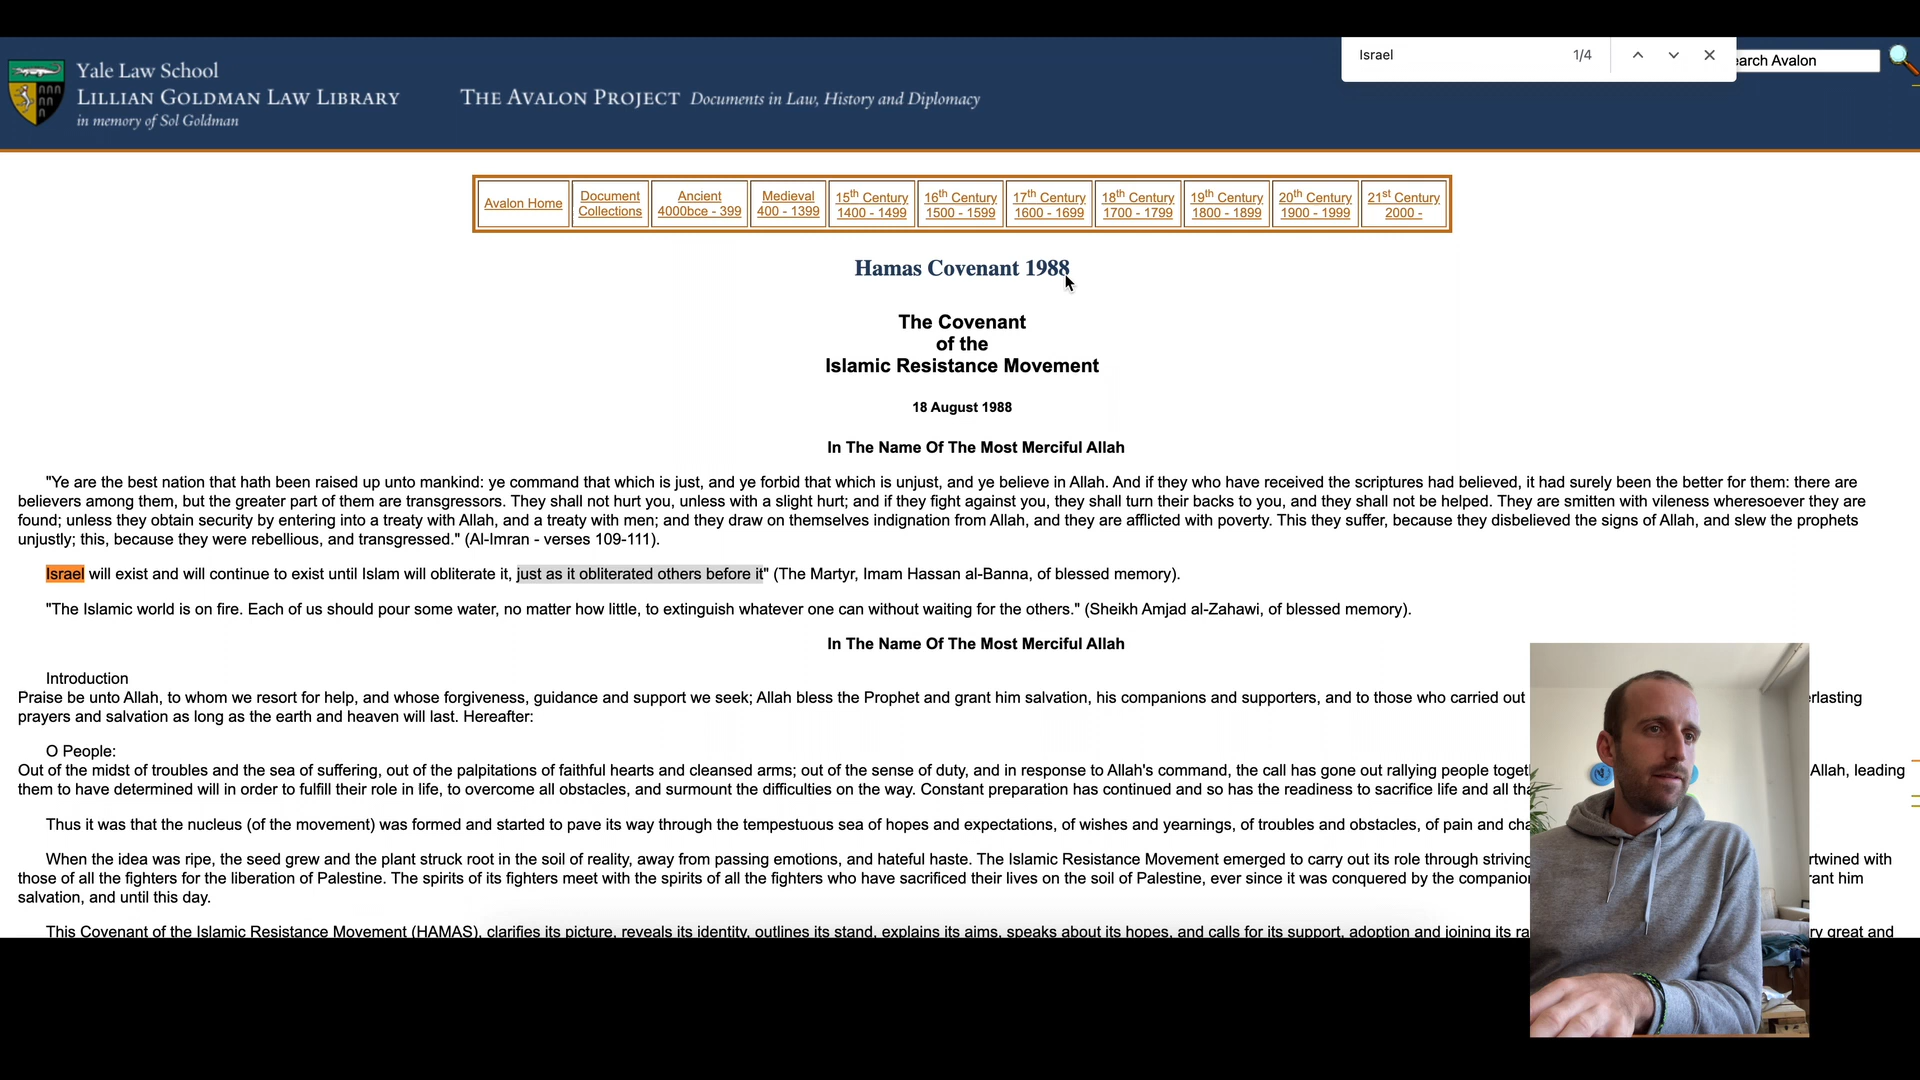 Israel 1/4
Yale Law School
LILLIAN GOLDMAN LAW LIBRARY
in memory of Sol Goldman
THE AVALON PROJECT Documents in Law, History and Diplomacy
earch Avalon
Avalon Home
Document Collections
Ancient 4000bce - 399
Medieval 400 - 1399
15th Century 1400 - 1499
16th Century 1500 - 1599
17th Century 1600 - 1699
18th Century 1700 - 1799
19th Century 1800 - 1899
20th Century 1900 - 1999
21st Century 2000 -
Hamas Covenant 1988
The Covenant
of the
Islamic Resistance Movement
18 August 1988
In The Name Of The Most Merciful Allah
"Ye are the best nation that hath been raised up unto mankind: ye command that which is just, and ye forbid that which is unjust, and ye believe in Allah. And if they who have received the scriptures had believed, it had surely been the better for them: there are
believers among them, but the greater part of them are transgressors. They shall not hurt you, unless with a slight hurt; and if they fight against you, they shall turn their backs to you, and they shall not be helped. They are smitten with vileness wheresoever they are
found; unless they obtain security by entering into a treaty with Allah, and a treaty with men; and they draw on themselves indignation from Allah, and they are afflicted with poverty. This they suffer, because they disbelieved the signs of Allah, and slew the prophets
unjustly; this, because they were rebellious, and transgressed." (Al-Imran - verses 109-111).
Israel will exist and will continue to exist until Islam will obliterate it, just as it obliterated others before it" (The Martyr, Imam Hassan al-Banna, of blessed memory).
"The Islamic world is on fire. Each of us should pour some water, no matter how little, to extinguish whatever one can without waiting for the others." (Sheikh Amjad al-Zahawi, of blessed memory).
In The Name Of The Most Merciful Allah
Introduction
Praise be unto Allah, to whom we resort for help, and whose forgiveness, guidance and support we seek; Allah bless the Prophet and grant him salvation, his companions and supporters, and to those who carried out erlasting
prayers and salvation as long as the earth and heaven will last. Hereafter:
O People:
Out of the midst of troubles and the sea of suffering, out of the palpitations of faithful hearts and cleansed arms; out of the sense of duty, and in response to Allah's command, the call has gone out rallying people toget Allah, leading
them to have determined will in order to fulfill their role in life, to overcome all obstacles, and surmount the difficulties on the way. Constant preparation has continued and so has the readiness to sacrifice life and all tha
Thus it was that the nucleus (of the movement) was formed and started to pave its way through the tempestuous sea of hopes and expectations, of wishes and yearnings, of troubles and obstacles, of pain and cha
When the idea was ripe, the seed grew and the plant struck root in the soil of reality, away from passing emotions, and hateful haste. The Islamic Resistance Movement emerged to carry out its role through striving rtwined with
those of all the fighters for the liberation of Palestine. The spirits of its fighters meet with the spirits of all the fighters who have sacrificed their lives on the soil of Palestine, ever since it was conquered by the companion rant him
salvation, and until this day.
This Covenant of the Islamic Resistance Movement (HAMAS), clarifies its picture, reveals its identity, outlines its stand, explains its aims, speaks about its hopes, and calls for its support, adoption and joining its ra ry great and